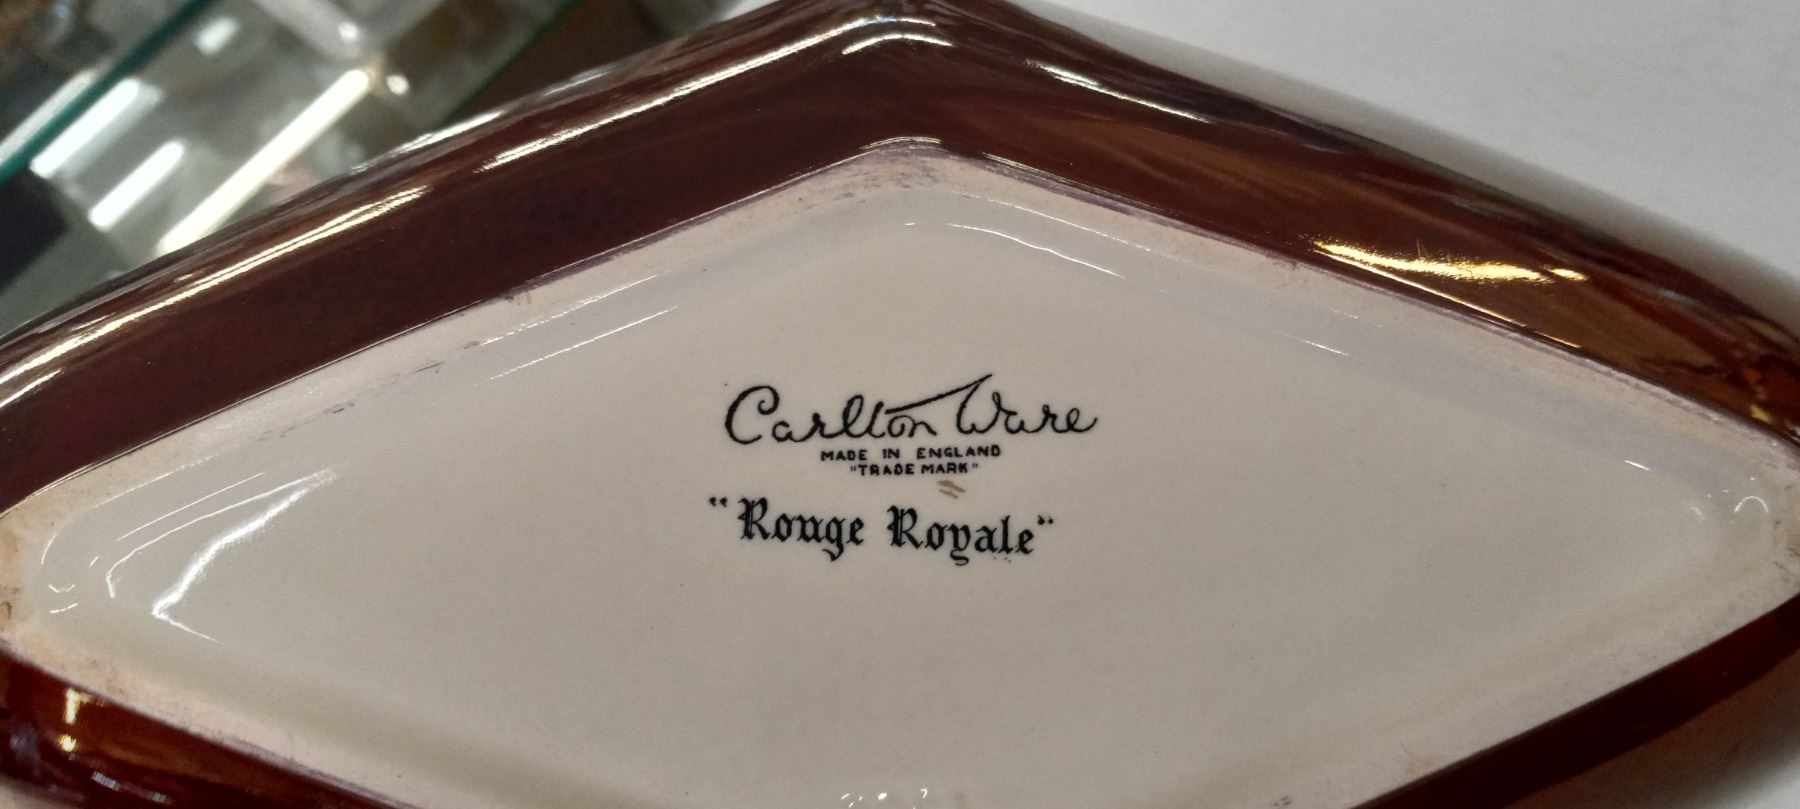 Carlton Ware
MADE IN ENGLAND
"TRADE MARK"
"Rouge Royale"